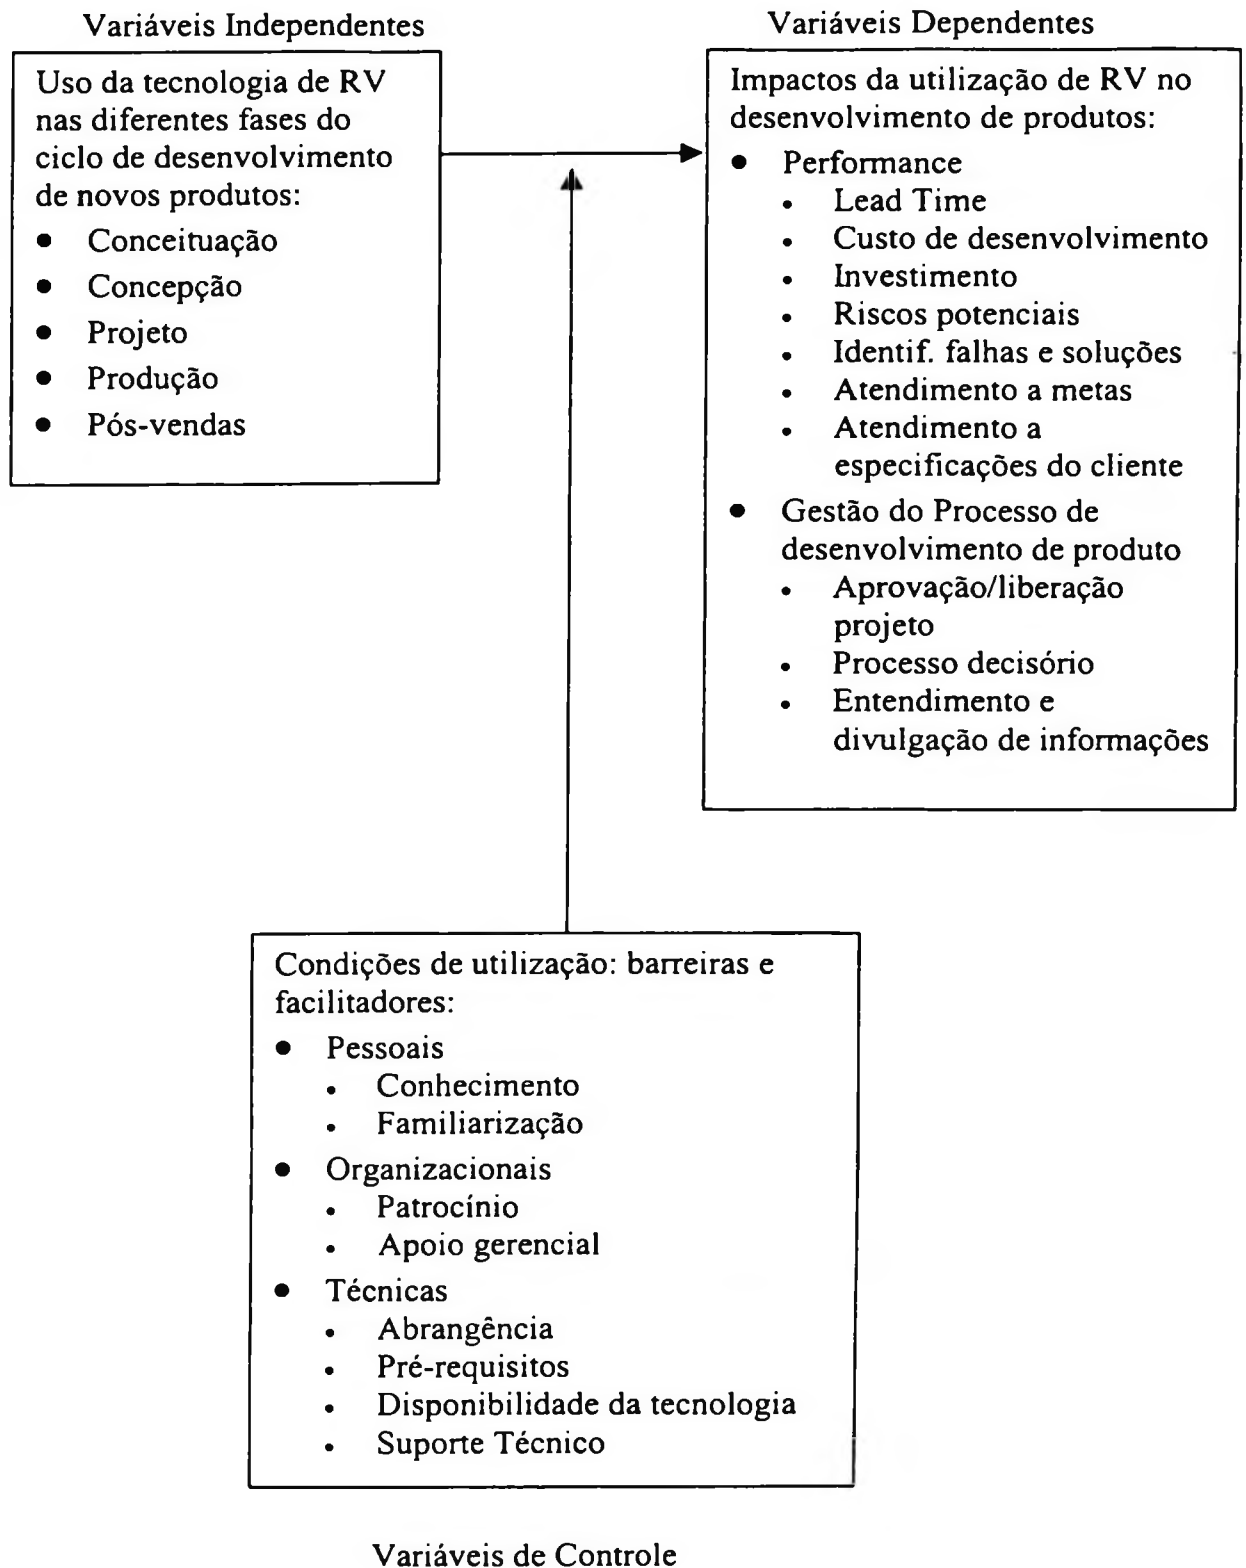 Variáveis Independentes
Uso da tecnologia de RV
nas diferentes fases do
ciclo de desenvolvimento
de novos produtos:
● Conceituação
● Concepção
● Projeto
● Produção
● Pós-vendas
Variáveis Dependentes
Impactos da utilização de RV no
desenvolvimento de produtos:
● Performance
• Lead Time
• Custo de desenvolvimento
• Investimento
• Riscos potenciais
• Identif. falhas e soluções
• Atendimento a metas
• Atendimento a
especificações do cliente
● Gestão do Processo de
desenvolvimento de produto
• Aprovação/liberação
projeto
• Processo decisório
• Entendimento e
divulgação de informações
Condições de utilização: barreiras e
facilitadores:
● Pessoais
• Conhecimento
• Familiarização
● Organizacionais
• Patrocínio
• Apoio gerencial
● Técnicas
• Abrangência
• Pré-requisitos
• Disponibilidade da tecnologia
• Suporte Técnico
Variáveis de Controle